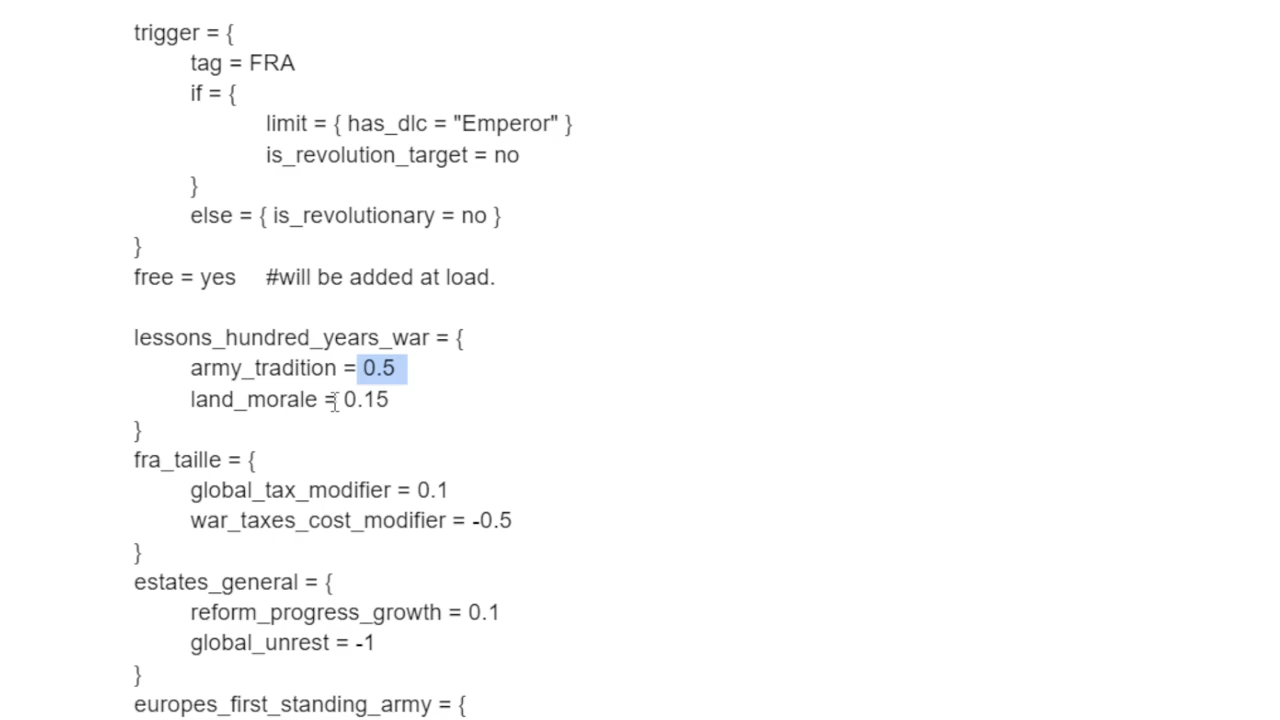 trigger = {
tag = FRA
if = {
limit = { has_dlc = "Emperor" }
is_revolution_target = no
}
else = { is_revolutionary = no }
}
free = yes #will be added at load.
lessons_hundred_years_war = {
army_tradition = 0.5
land_morale = 0.15
}
fra_taille = {
global_tax_modifier = 0.1
war_taxes_cost_modifier = -0.5
}
estates_general = {
reform_progress_growth = 0.1
global_unrest = -1
}
europes_first_standing_army = {